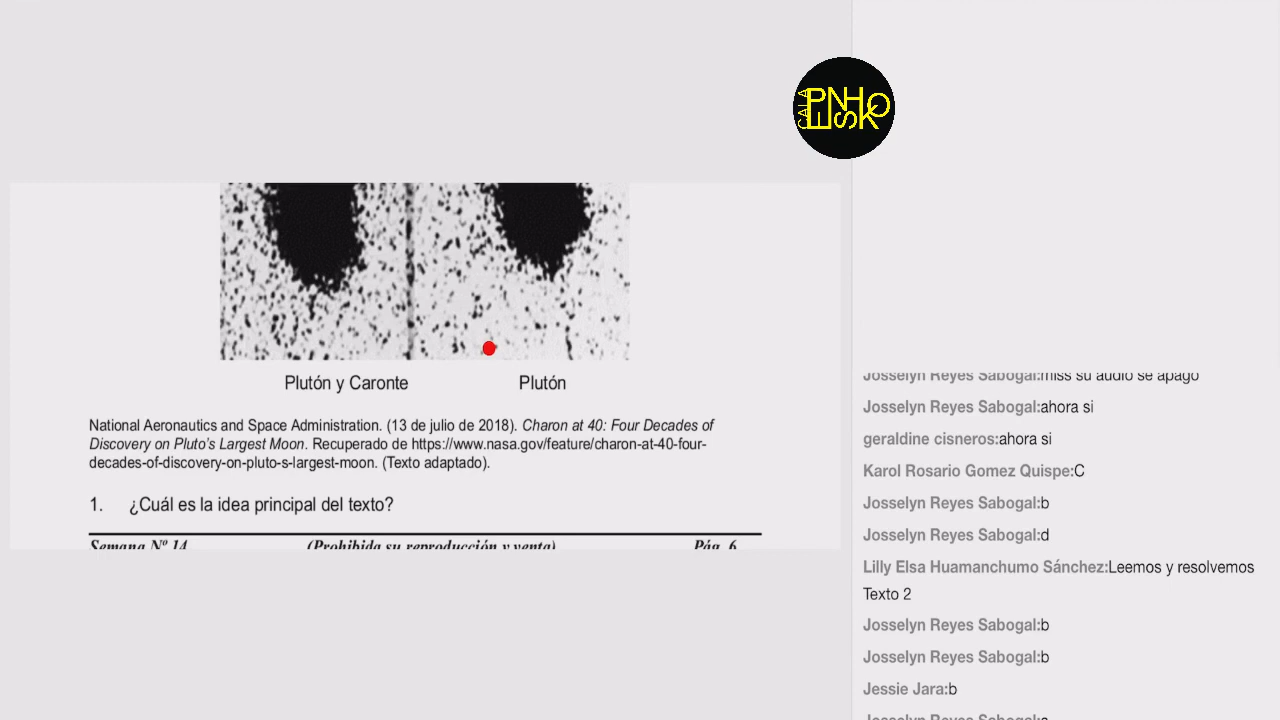 CALA
PENHO
ESK
Plutón y Caronte Plutón
National Aeronautics and Space Administration. (13 de julio de 2018). Charon at 40: Four Decades of
Discovery on Pluto's Largest Moon. Recuperado de https://www.nasa.gov/feature/charon-at-40-four-
decades-of-discovery-on-pluto-s-largest-moon. (Texto adaptado).
1. ¿Cuál es la idea principal del texto?
Semana Nº 14 (Prohibida su reproducción y venta) Pág. 6
Josselyn Reyes Sabogal:miss su audio se apago
Josselyn Reyes Sabogal:ahora si
geraldine cisneros:ahora si
Karol Rosario Gomez Quispe:C
Josselyn Reyes Sabogal:b
Josselyn Reyes Sabogal:d
Lilly Elsa Huamanchumo Sánchez:Leemos y resolvemos
Texto 2
Josselyn Reyes Sabogal:b
Josselyn Reyes Sabogal:b
Jessie Jara:b